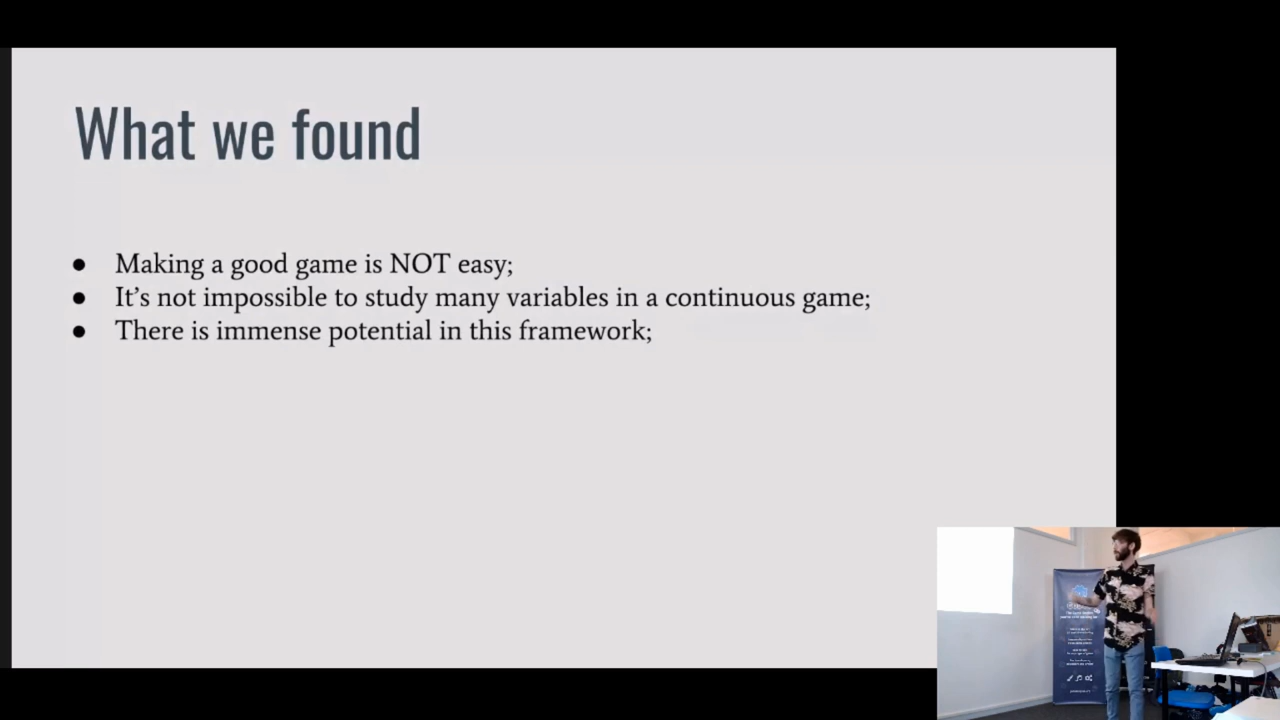 What we found
● Making a good game is NOT easy;
● It’s not impossible to study many variables in a continuous game;
● There is immense potential in this framework;